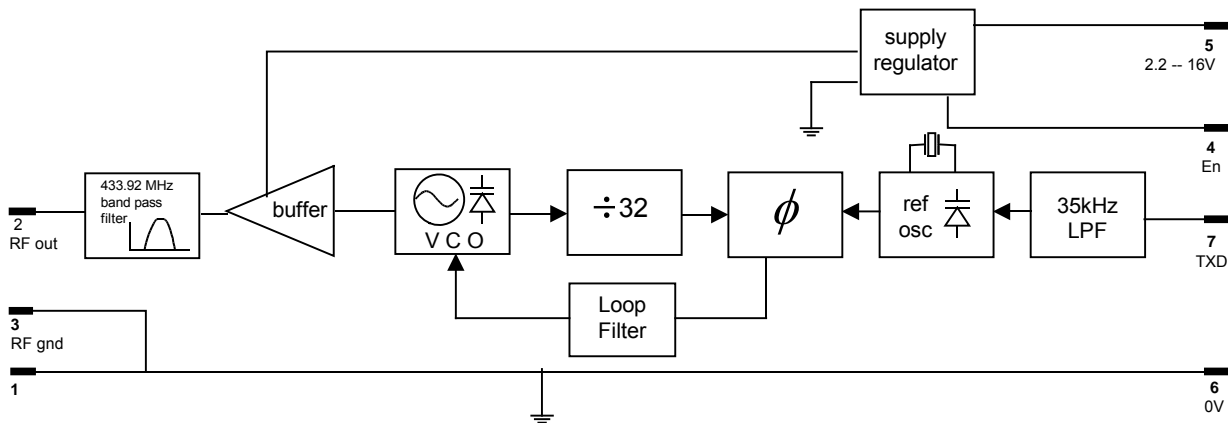 supply
regulator
5
2.2 -- 16V
4
En
433.92 MHz
band pass
filter
buffer
V C O
÷32
ϕ
ref
osc
35kHz
LPF
2
RF out
7
TXD
Loop
Filter
3
RF gnd
1
6
0V